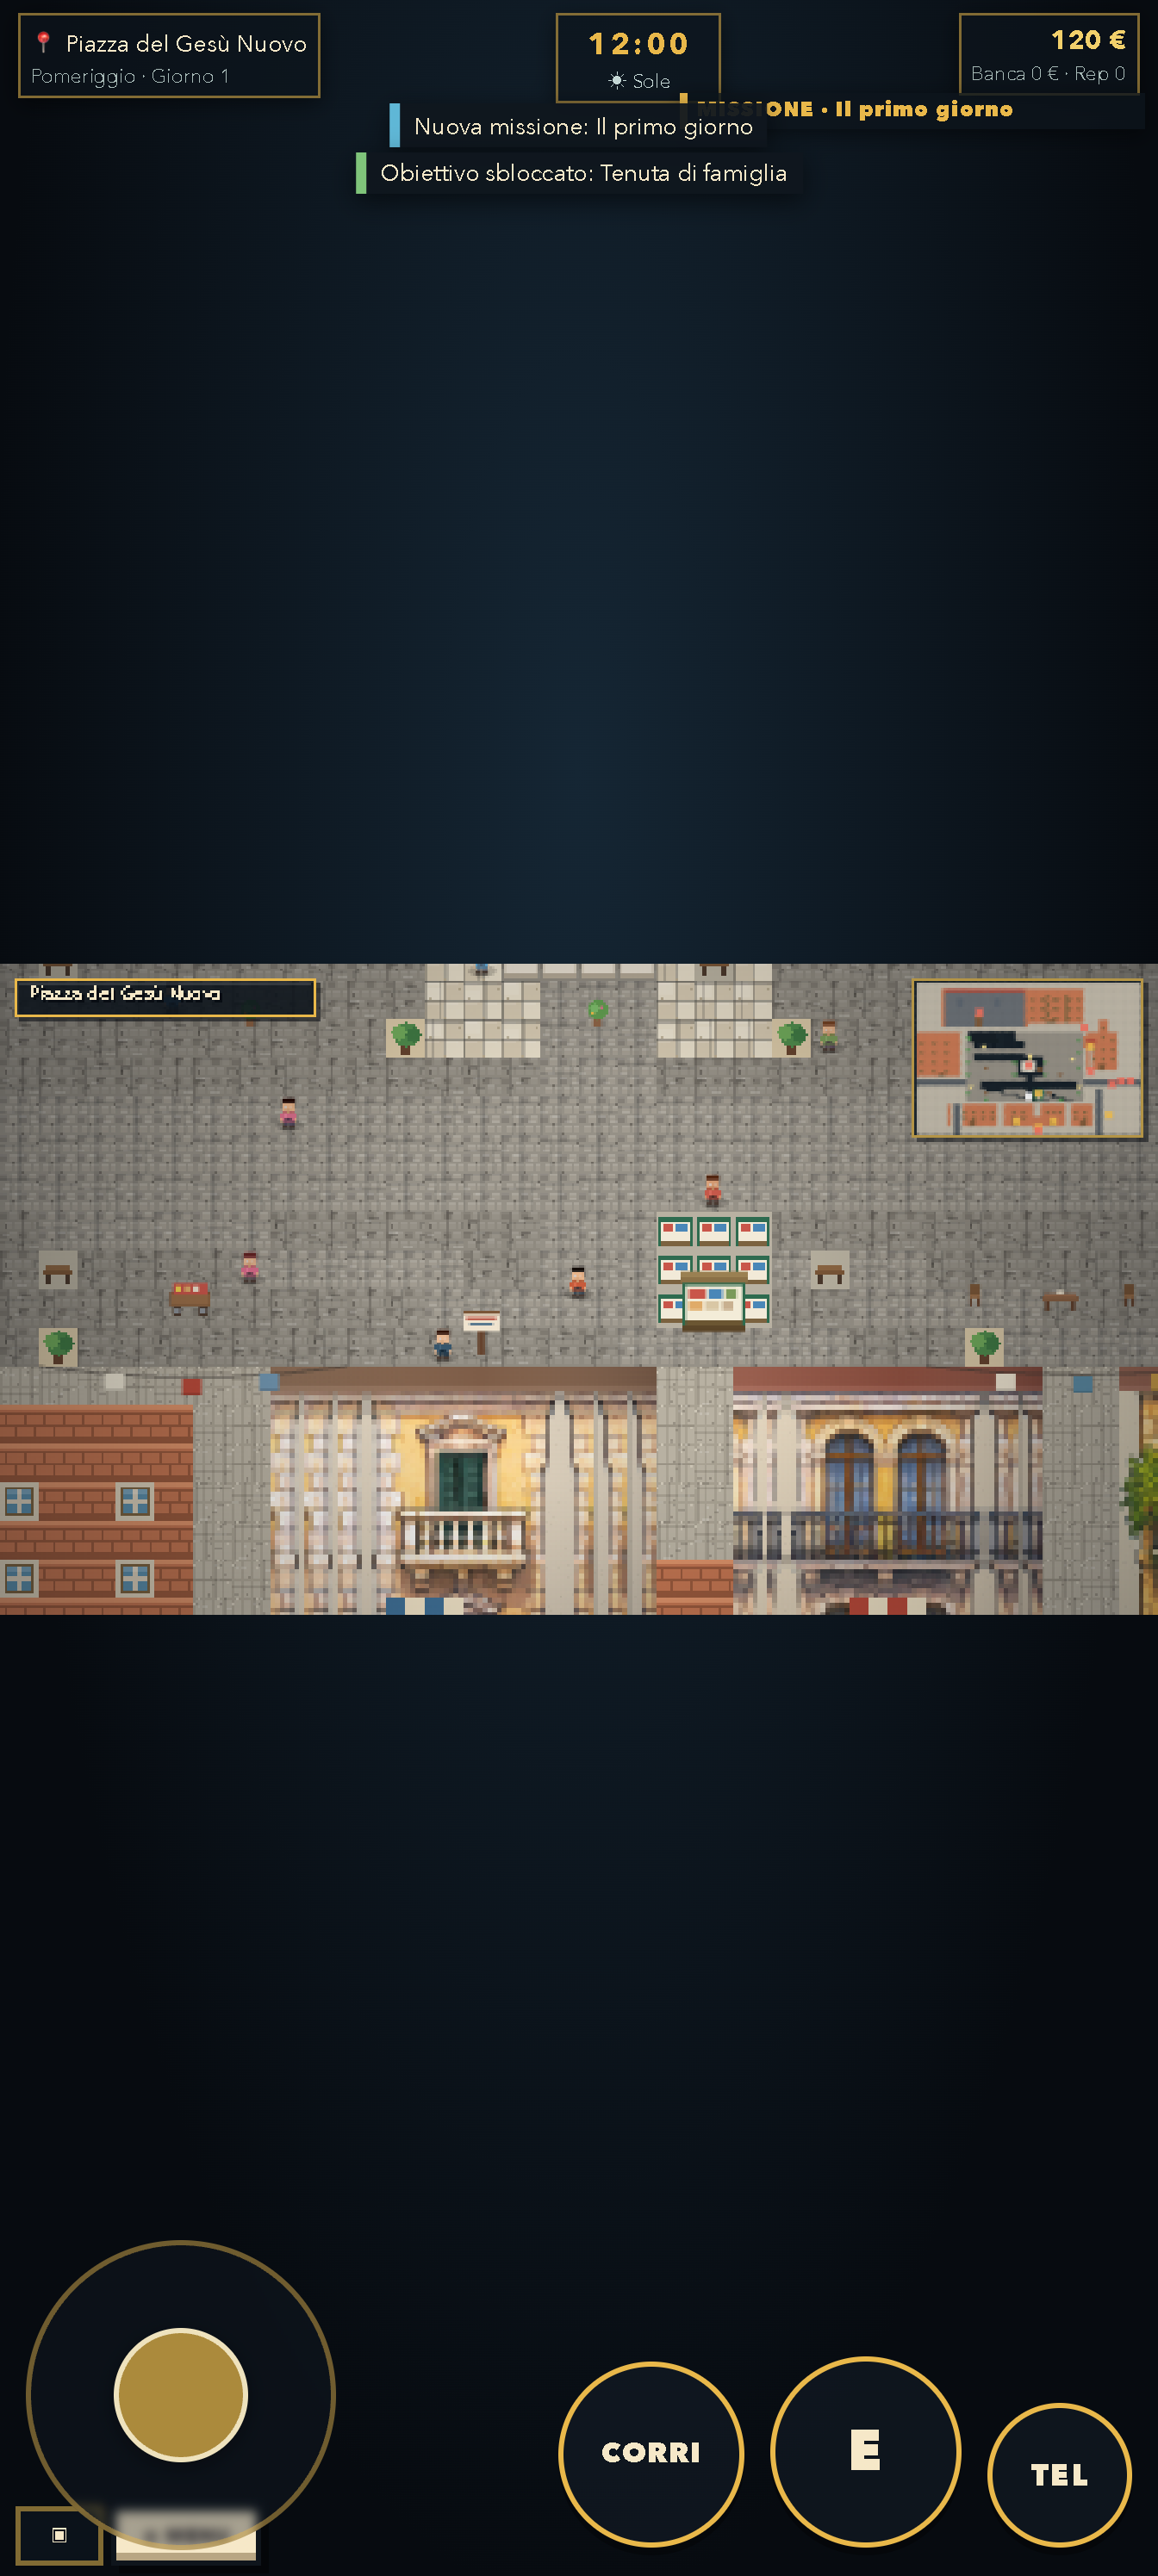 Piazza del Gesù Nuovo
Pomeriggio · Giorno 1
12:00
Sole
120 €
Banca 0 € · Rep 0
MISSIONE · Il primo giorno
Nuova missione: Il primo giorno
Obiettivo sbloccato: Tenuta di famiglia
Piazza del Gesù Nuovo
CORRI
E
TEL